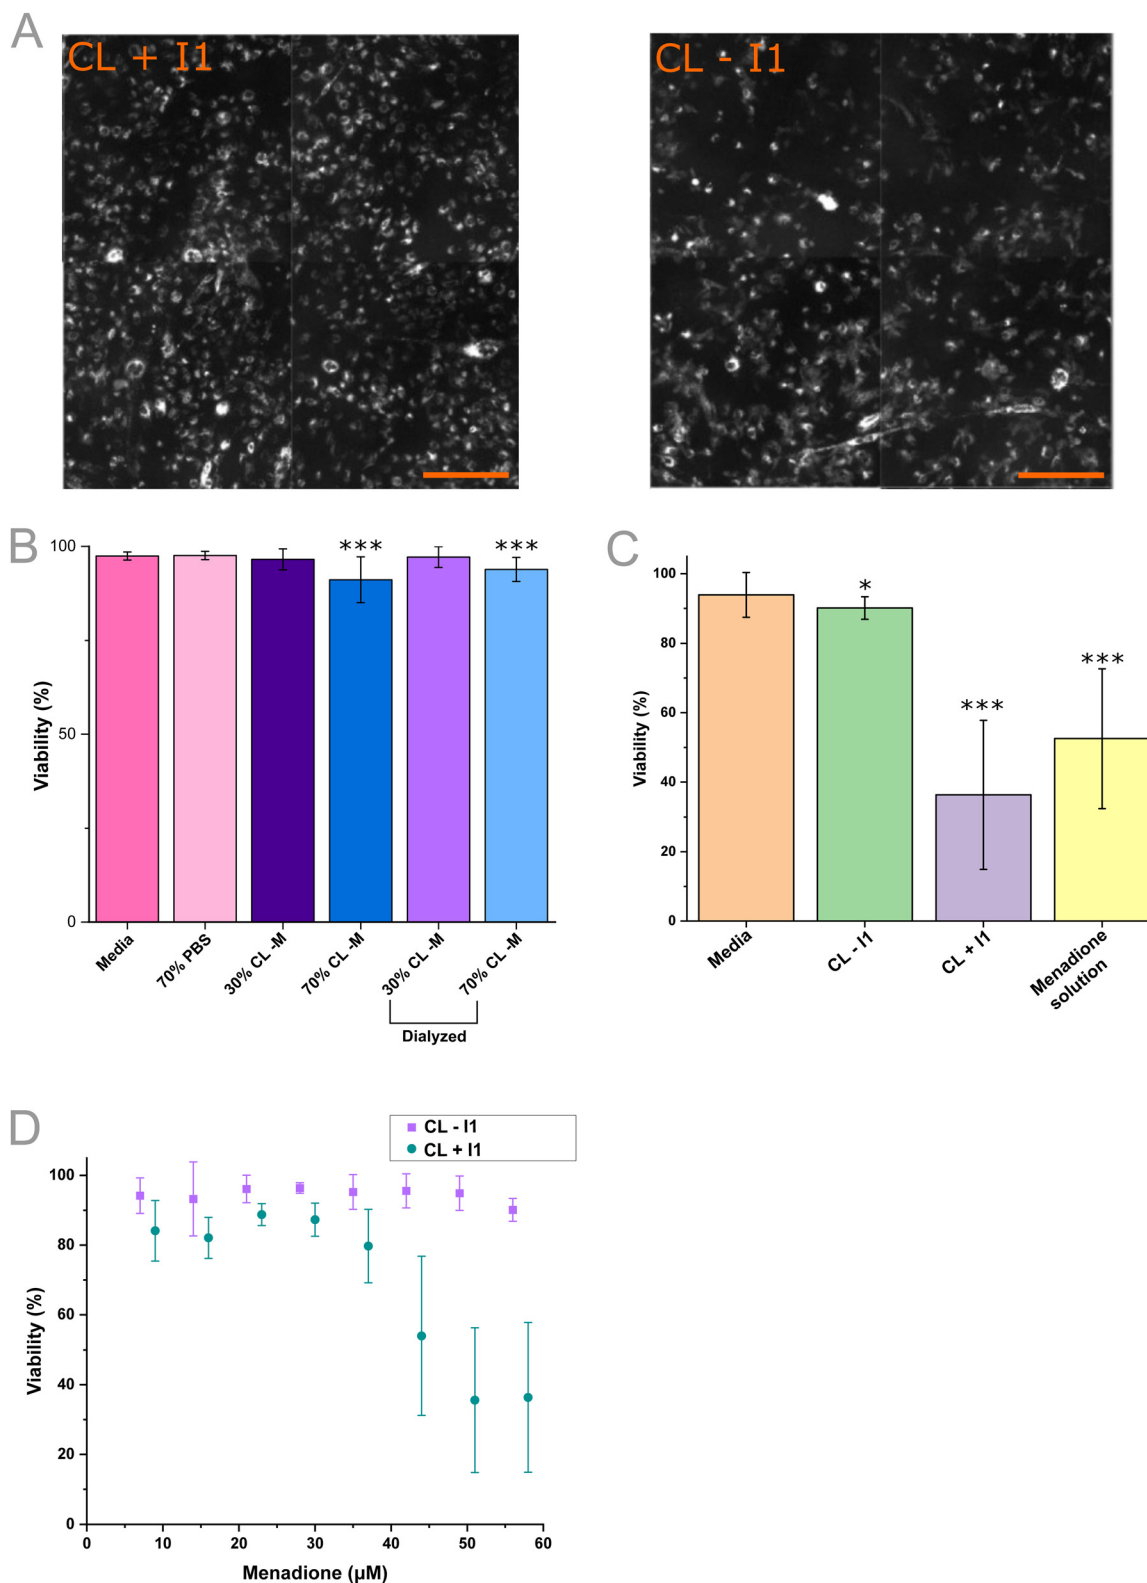 A
CL + I1
CL - I1
B
100
50
0
Viability (%)
***
***
Media
70% PBS
30% CL -M
70% CL -M
30% CL -M
70% CL -M
Dialyzed
C
100
80
60
40
20
0
Viability (%)
*
***
***
Media
CL - I1
CL + I1
Menadione
solution
D
CL - I1
CL + I1
100
80
60
40
20
0
Viability (%)
0 10 20 30 40 50 60
Menadione (μM)